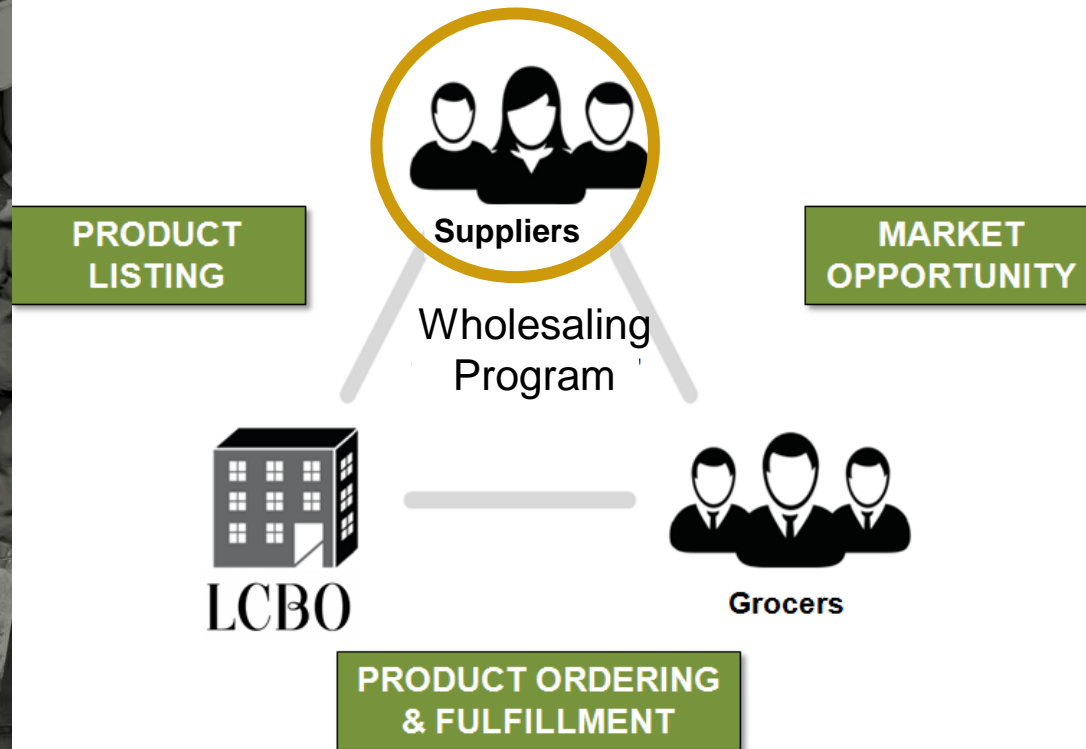 Suppliers
PRODUCT
LISTING
MARKET
OPPORTUNITY
Wholesaling
Program
LCBO
Grocers
PRODUCT ORDERING
& FULFILLMENT